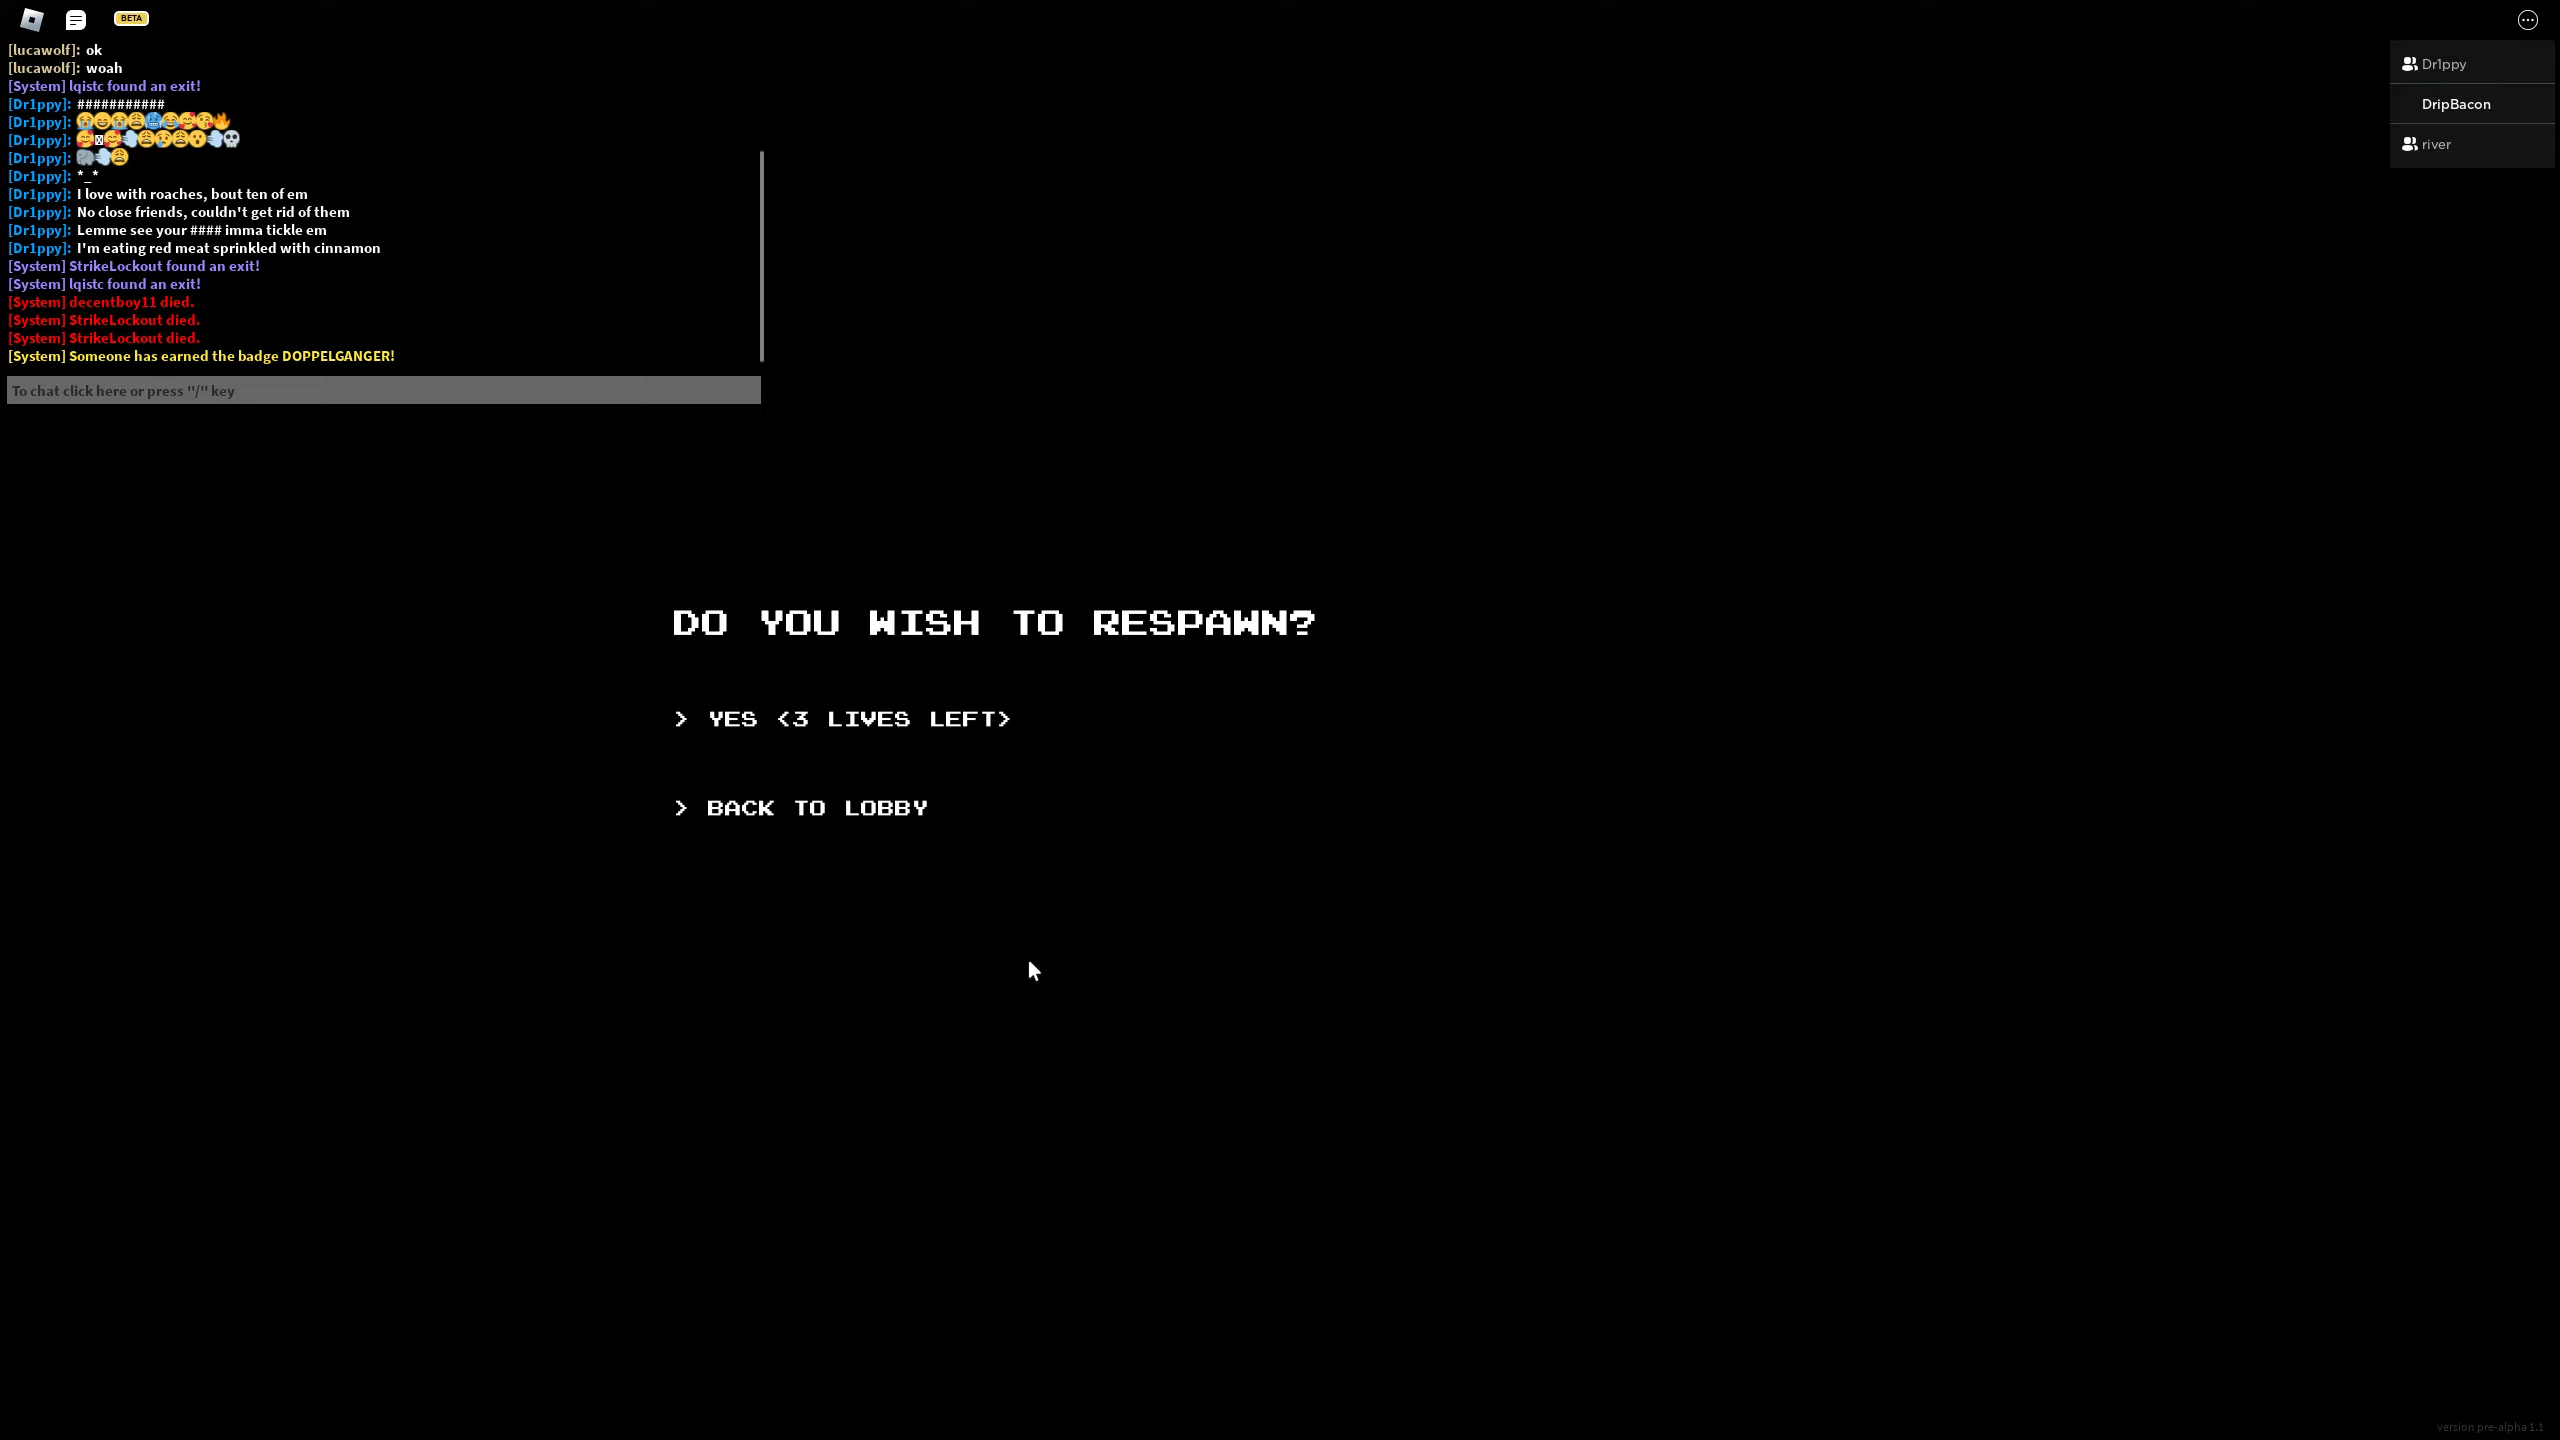 BETA
[lucawolf]: ok
[lucawolf]: woah
[System] lqistc found an exit!
[Dr1ppy]: ###########
[Dr1ppy]:
[Dr1ppy]:
[Dr1ppy]:
[Dr1ppy]: *_*
[Dr1ppy]: I love with roaches, bout ten of em
[Dr1ppy]: No close friends, couldn't get rid of them
[Dr1ppy]: Lemme see your #### imma tickle em
[Dr1ppy]: I'm eating red meat sprinkled with cinnamon
[System] StrikeLockout found an exit!
[System] lqistc found an exit!
[System] decentboy11 died.
[System] StrikeLockout died.
[System] StrikeLockout died.
[System] Someone has earned the badge DOPPELGANGER!
To chat click here or press "/" key
Dr1ppy
DripBacon
river
DO YOU WISH TO RESPAWN?
> YES <3 LIVES LEFT>
> BACK TO LOBBY
version pre-alpha 1.1